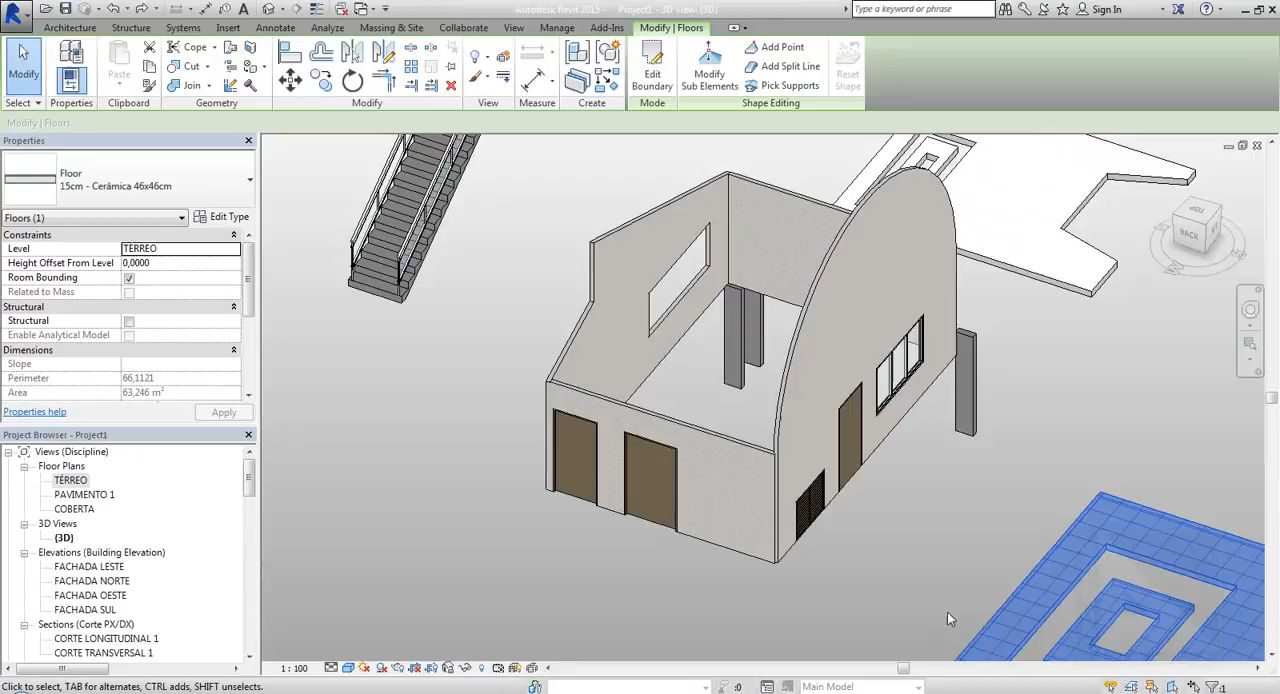 Autodesk Revit 2015 - Project1 - 3D View: {3D}
Type a keyword or phrase
Sign In
Architecture Structure Systems Insert Annotate Analyze Massing & Site Collaborate View Manage Add-Ins Modify | Floors
Modify
Properties
Paste
Cope
Cut
Join
Edit Boundary
Modify Sub Elements
Add Point
Add Split Line
Pick Supports
Reset Shape
Select Properties Clipboard Geometry Modify View Measure Create Mode Shape Editing
Modify | Floors
Properties
Floor
15cm - Cerâmica 46x46cm
Floors (1)
Edit Type
Constraints
Level TERREO
Height Offset From Level 0,0000
Room Bounding
Related to Mass
Structural
Structural
Enable Analytical Model
Dimensions
Slope
Perimeter 66,1121
Area 63,246 m²
Properties help
Apply
Project Browser - Project1
Views (Discipline)
Floor Plans
TÉRREO
PAVIMENTO 1
COBERTA
3D Views
{3D}
Elevations (Building Elevation)
FACHADA LESTE
FACHADA NORTE
FACHADA OESTE
FACHADA SUL
Sections (Corte PX/DX)
CORTE LONGITUDINAL 1
CORTE TRANSVERSAL 1
TOP
BACK
W
1 : 100
Click to select, TAB for alternates, CTRL adds, SHIFT unselects.
:0
Main Model
:1